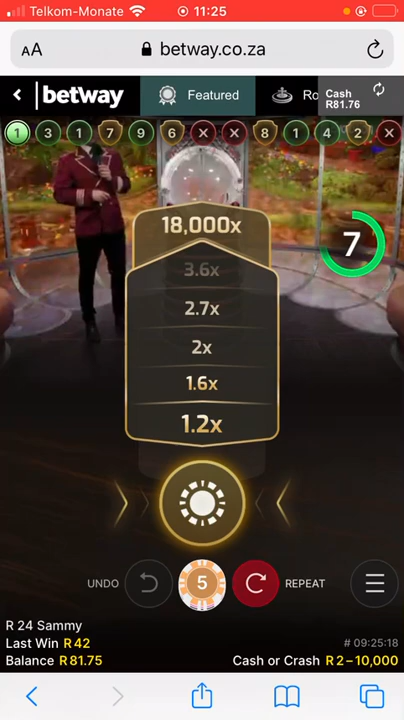 Telkom-Monate 11:25
AA betway.co.za
betway Featured Ro Cash
R81.76
1 3 1 7 9 6 X X 8 1 4 2 X
18,000x
7
3.6x
2.7x
2x
1.6x
1.2x
UNDO 5 REPEAT
R 24 Sammy
Last Win R42 # 09:25:18
Balance R81.75 Cash or Crash R2–10,000